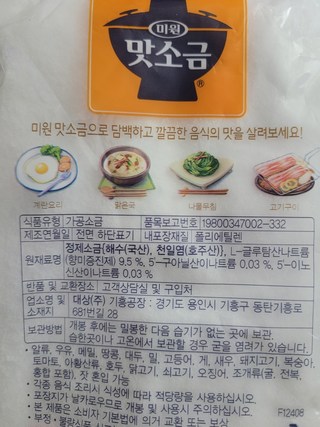 미원
맛소금
®
미원 맛소금으로 담백하고 깔끔한 음식의 맛을 살려보세요!
계란요리 맑은국 나물무침 고기구이
식품유형 가공소금 품목보고번호 19800347002-332
제조연월일 전면 하단표기 내포장재질 폴리에틸렌
정제소금{해수(국산), 천일염(호주산)}, L-글루탐산나트륨
원재료명 (향미증진제) 9.5 %, 5'-구아닐산이나트륨 0.03 %, 5'-이노
신산이나트륨 0.03 %
반품 및 교환장소 고객상담실 및 구입처
업소명 및 대상(주) 기흥공장 : 경기도 용인시 기흥구 동탄기흥로
소재지 681번길 28
보관방법 개봉 후에는 밀봉한 다음 습기가 없는 곳에 보관.
습한곳이나 고온에서 보관할 경우 굳을 염려가 있습니다.
• 알류, 우유, 메밀, 땅콩, 대두, 밀, 고등어, 게, 새우, 돼지고기, 복숭아,
토마토, 아황산류, 호두, 닭고기, 쇠고기, 오징어, 조개류(굴, 전복,
홍합 포함), 잣 혼입 가능
• 각종 음식 조리시 식성에 따라 적당량을 사용하십시오.
• 포장지가 날카로우므로 개봉 및 사용시 주의하십시오.
• 본 제품은 소비자 기본법에 의거 교환 또는 보상
F12408
• 부정·불량식품 신고는